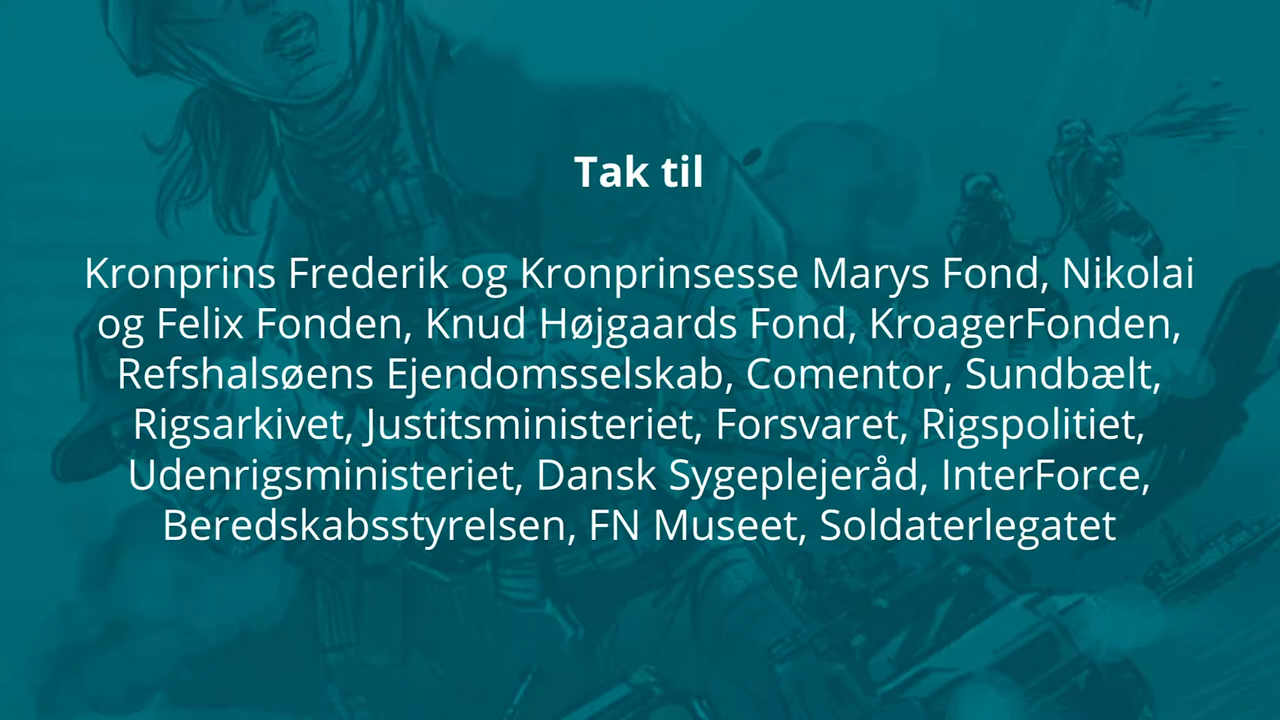 Tak til
Kronprins Frederik og Kronprinsesse Marys Fond, Nikolai
og Felix Fonden, Knud Højgaards Fond, KroagerFonden,
Refshalsøens Ejendomsselskab, Comentor, Sundbælt,
Rigsarkivet, Justitsministeriet, Forsvaret, Rigspolitiet,
Udenrigsministeriet, Dansk Sygeplejeråd, InterForce,
Beredskabsstyrelsen, FN Museet, Soldaterlegatet